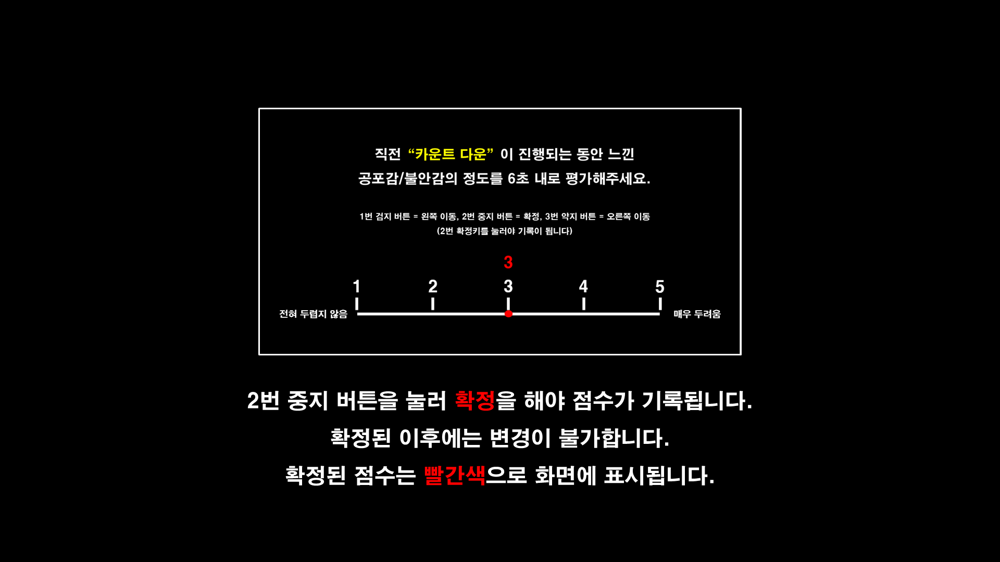 직전 “카운트 다운” 이 진행되는 동안 느낀
공포감/불안감의 정도를 6초 내로 평가해주세요.
1번 검지 버튼 = 왼쪽 이동, 2번 중지 버튼 = 확정, 3번 약지 버튼 = 오른쪽 이동
(2번 확정키를 눌러야 기록이 됩니다)
3
1 2 3 4 5
전혀 두렵지 않음 매우 두려움
2번 중지 버튼을 눌러 확정을 해야 점수가 기록됩니다.
확정된 이후에는 변경이 불가합니다.
확정된 점수는 빨간색으로 화면에 표시됩니다.